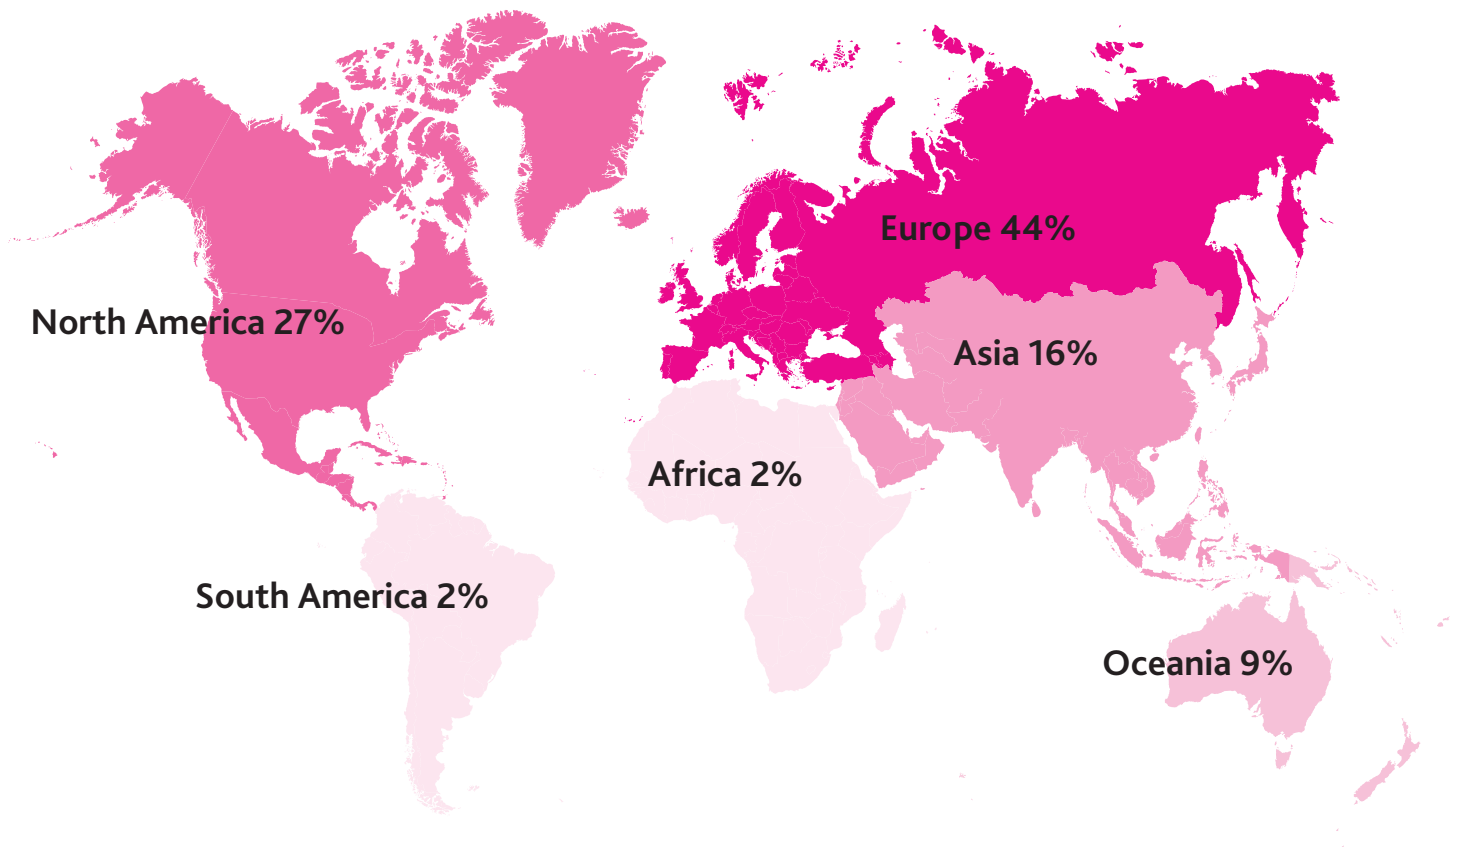 Europe 44%
North America 27%
Asia 16%
Africa 2%
South America 2%
Oceania 9%